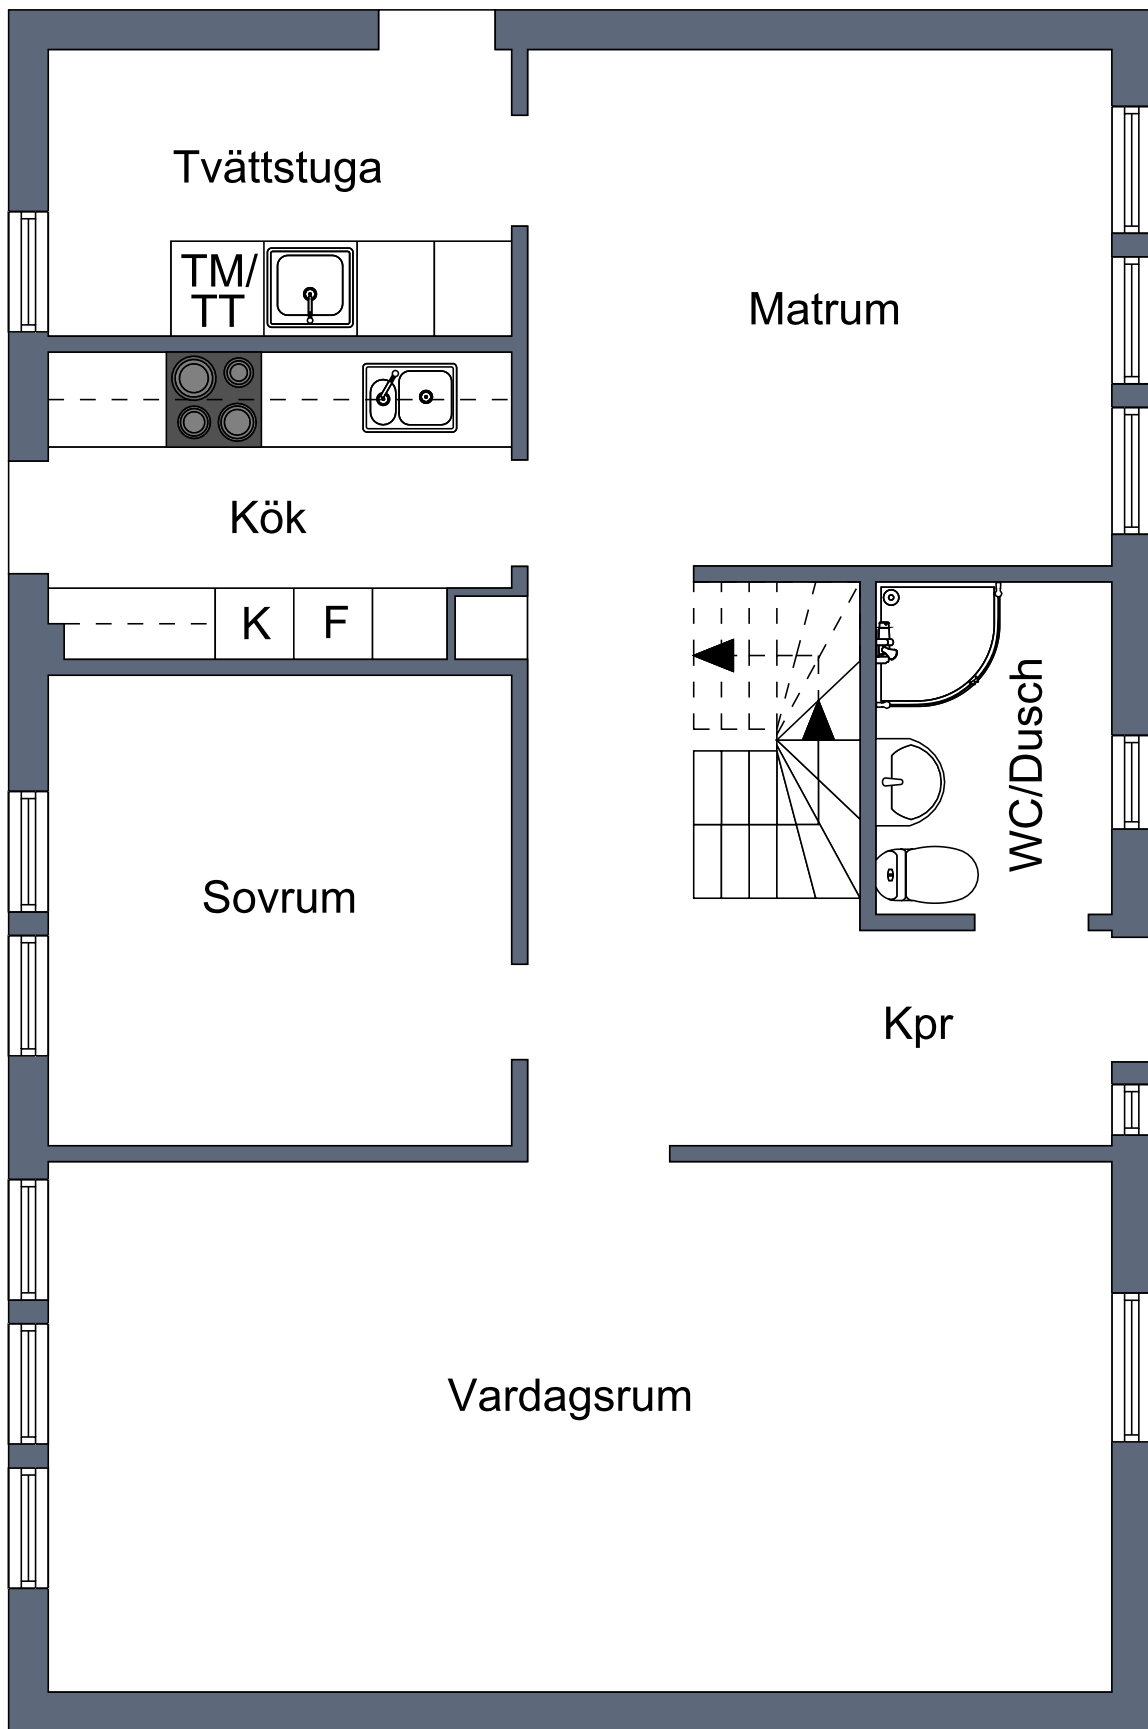 Tvättstuga
TM/
TT
Matrum
Kök
K
F
WC/Dusch
Sovrum
Kpr
Vardagsrum